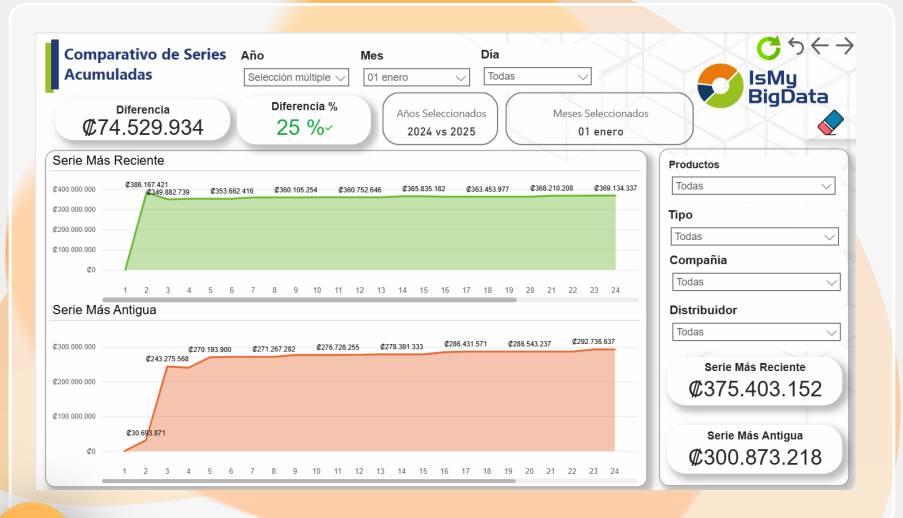 Comparativo de Series
Acumuladas
Año
Selección múltiple
Mes
01 enero
Día
Todas
IsMy
BigData
Diferencia
₡74.529.934
Diferencia %
25 %
Años Seleccionados
2024 vs 2025
Meses Seleccionados
01 enero
Serie Más Reciente
₡400.000.000
₡300.000.000
₡200.000.000
₡100.000.000
₡0
₡386.167.421
₡349.882.739
₡353.662.416
₡360.105.254
₡360.752.646
₡365.835.182
₡363.453.977
₡368.210.208
₡369.134.337
1 2 3 4 5 6 7 8 9 10 11 12 13 14 15 16 17 18 19 20 21 22 23 24
Serie Más Antigua
₡300.000.000
₡200.000.000
₡100.000.000
₡0
₡30.693.871
₡243.275.568
₡270.193.900
₡271.267.282
₡276.728.255
₡278.391.333
₡286.431.571
₡286.543.237
₡292.736.637
1 2 3 4 5 6 7 8 9 10 11 12 13 14 15 16 17 18 19 20 21 22 23 24
Productos
Todas
Tipo
Todas
Compañia
Todas
Distribuidor
Todas
Serie Más Reciente
₡375.403.152
Serie Más Antigua
₡300.873.218